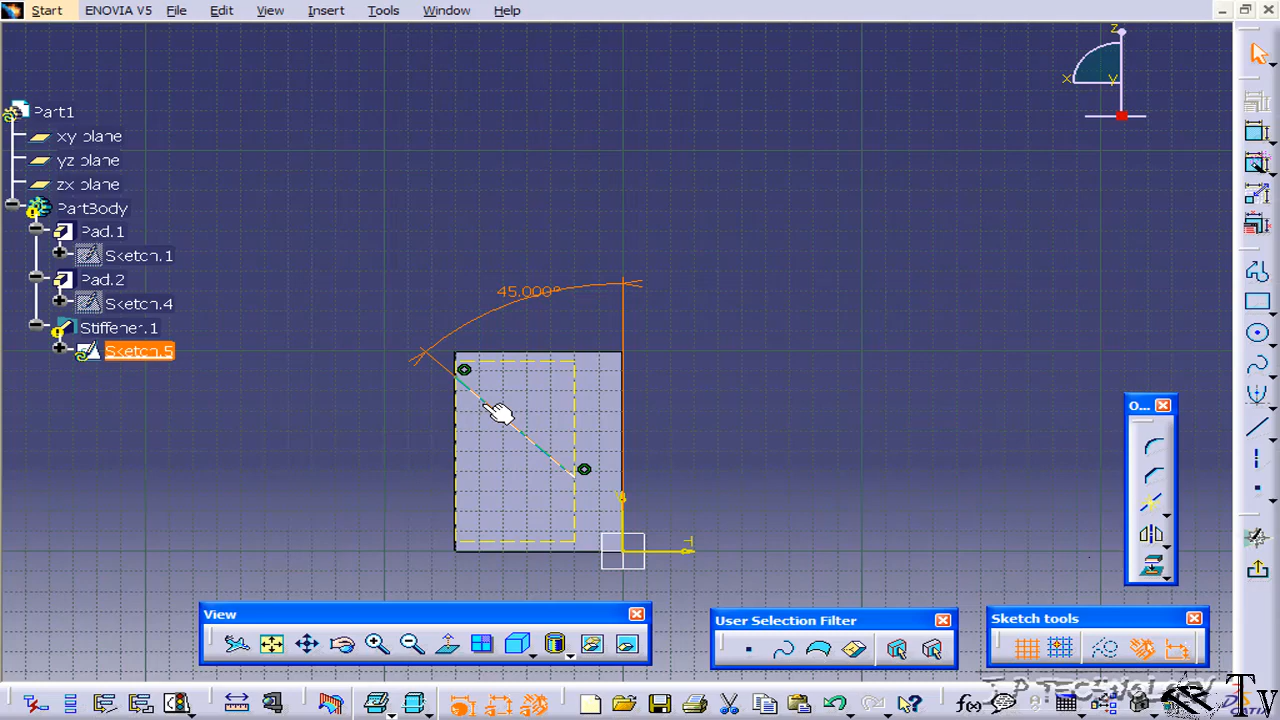 Start ENOVIA V5 File Edit View Insert Tools Window Help
z
x y
Part1
xy plane
yz plane
zx plane
PartBody
Pad.1
Sketch.1
Pad.2
Sketch.4
Stiffener.1
Sketch.5
45.000°
O...
View
User Selection Filter
Sketch tools
f(x)
Tv